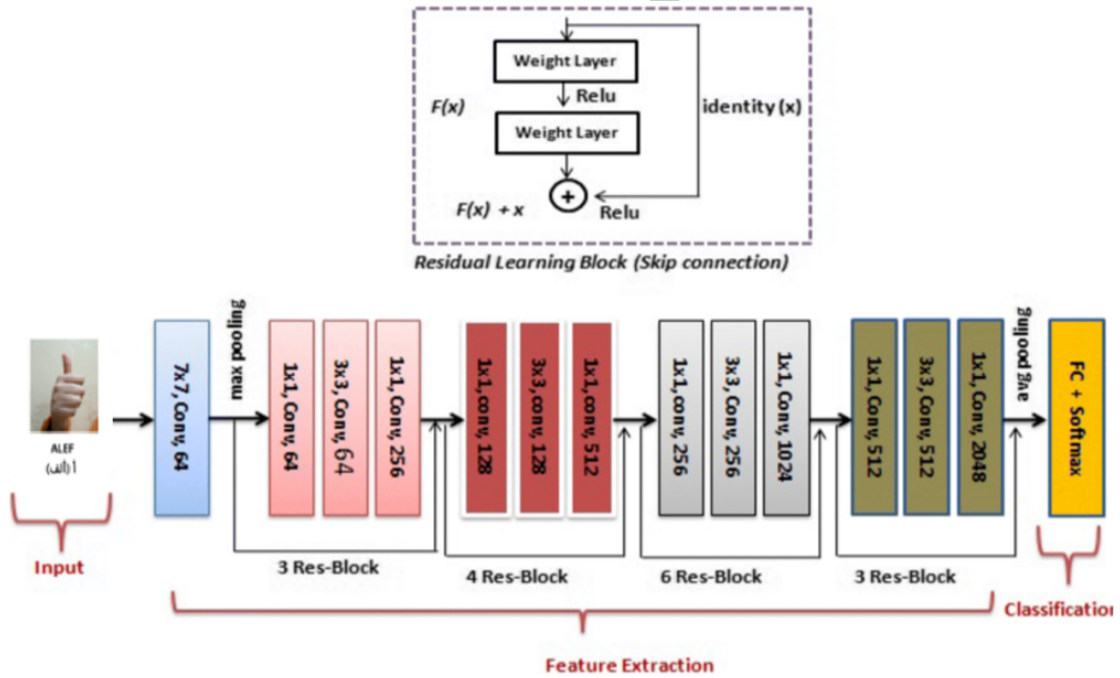 Weight Layer
Relu
F(x)
identity (x)
Weight Layer
F(x) + x
Relu
Residual Learning Block (Skip connection)
ALEF
أ (ألف)
Input
7x7, Conv, 64
max pooling
1x1, Conv, 64
3x3, Conv, 64
1x1, Conv, 256
3 Res-Block
1x1, conv, 128
3x3, conv, 128
1x1, conv, 512
4 Res-Block
1x1, conv, 256
3x3, Conv, 256
1x1, Conv, 1024
6 Res-Block
1x1, Conv, 512
3x3, Conv, 512
1x1, Conv, 2048
3 Res-Block
avg pooling
FC + Softmax
Classification
Feature Extraction